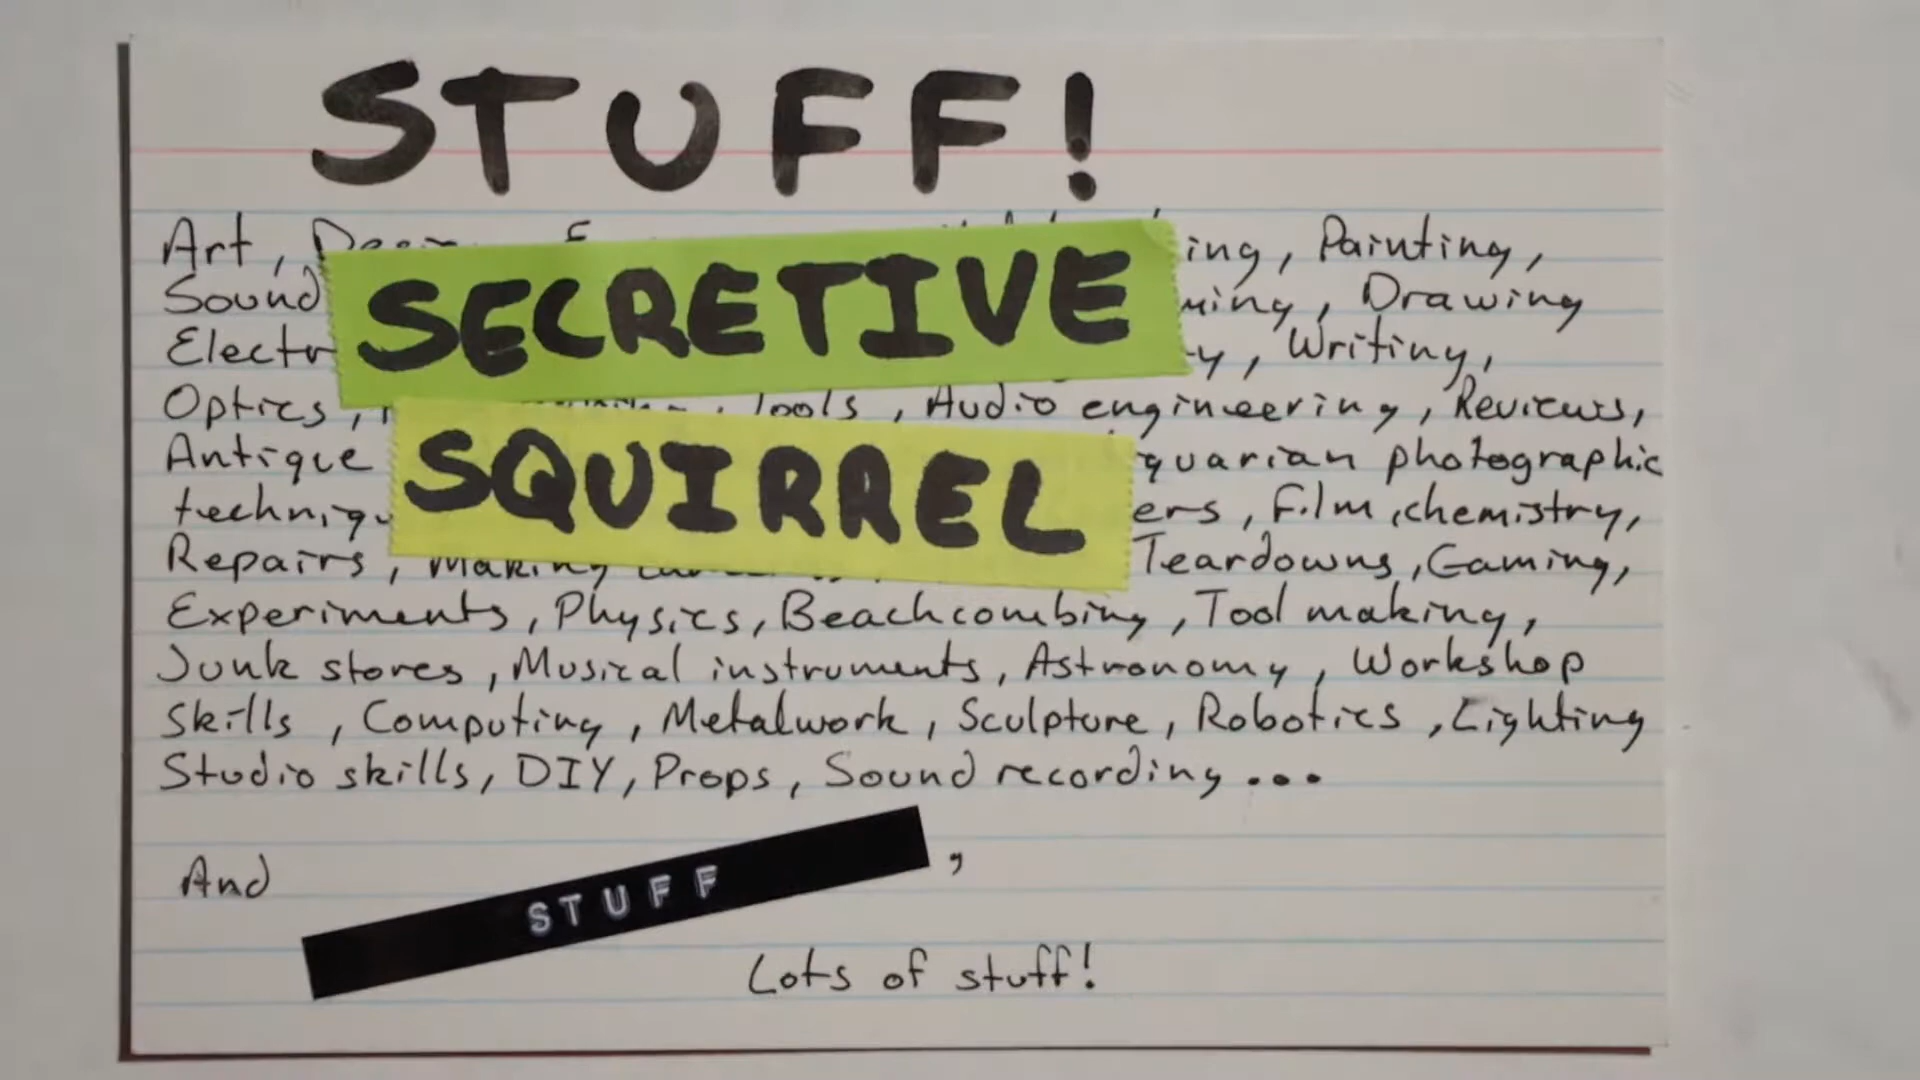 STUFF!
Art, ing, Painting,
SECRETIVE
Sound ming, Drawing
Electr y, Writing,
Optics, Tools, Audio engineering, Reviews,
SQUIRREL
Antique quarian photographic
techniqu ers, film, chemistry,
Repairs, Making Teardowns, Gaming,
Experiments, Physics, Beachcombing, Tool making,
Junk stores, Musical instruments, Astronomy, Workshop
Skills, Computing, Metalwork, Sculpture, Robotics, Lighting
Studio skills, DIY, Props, Sound recording...
And STUFF,
Lots of stuff!